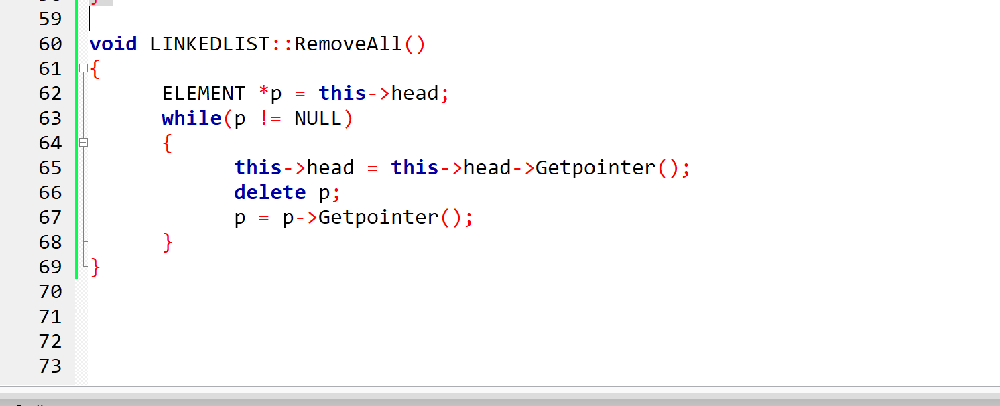 59
60 void LINKEDLIST::RemoveAll()
61 {
62 ELEMENT *p = this->head;
63 while(p != NULL)
64 {
65 this->head = this->head->Getpointer();
66 delete p;
67 p = p->Getpointer();
68 }
69 }
70
71
72
73